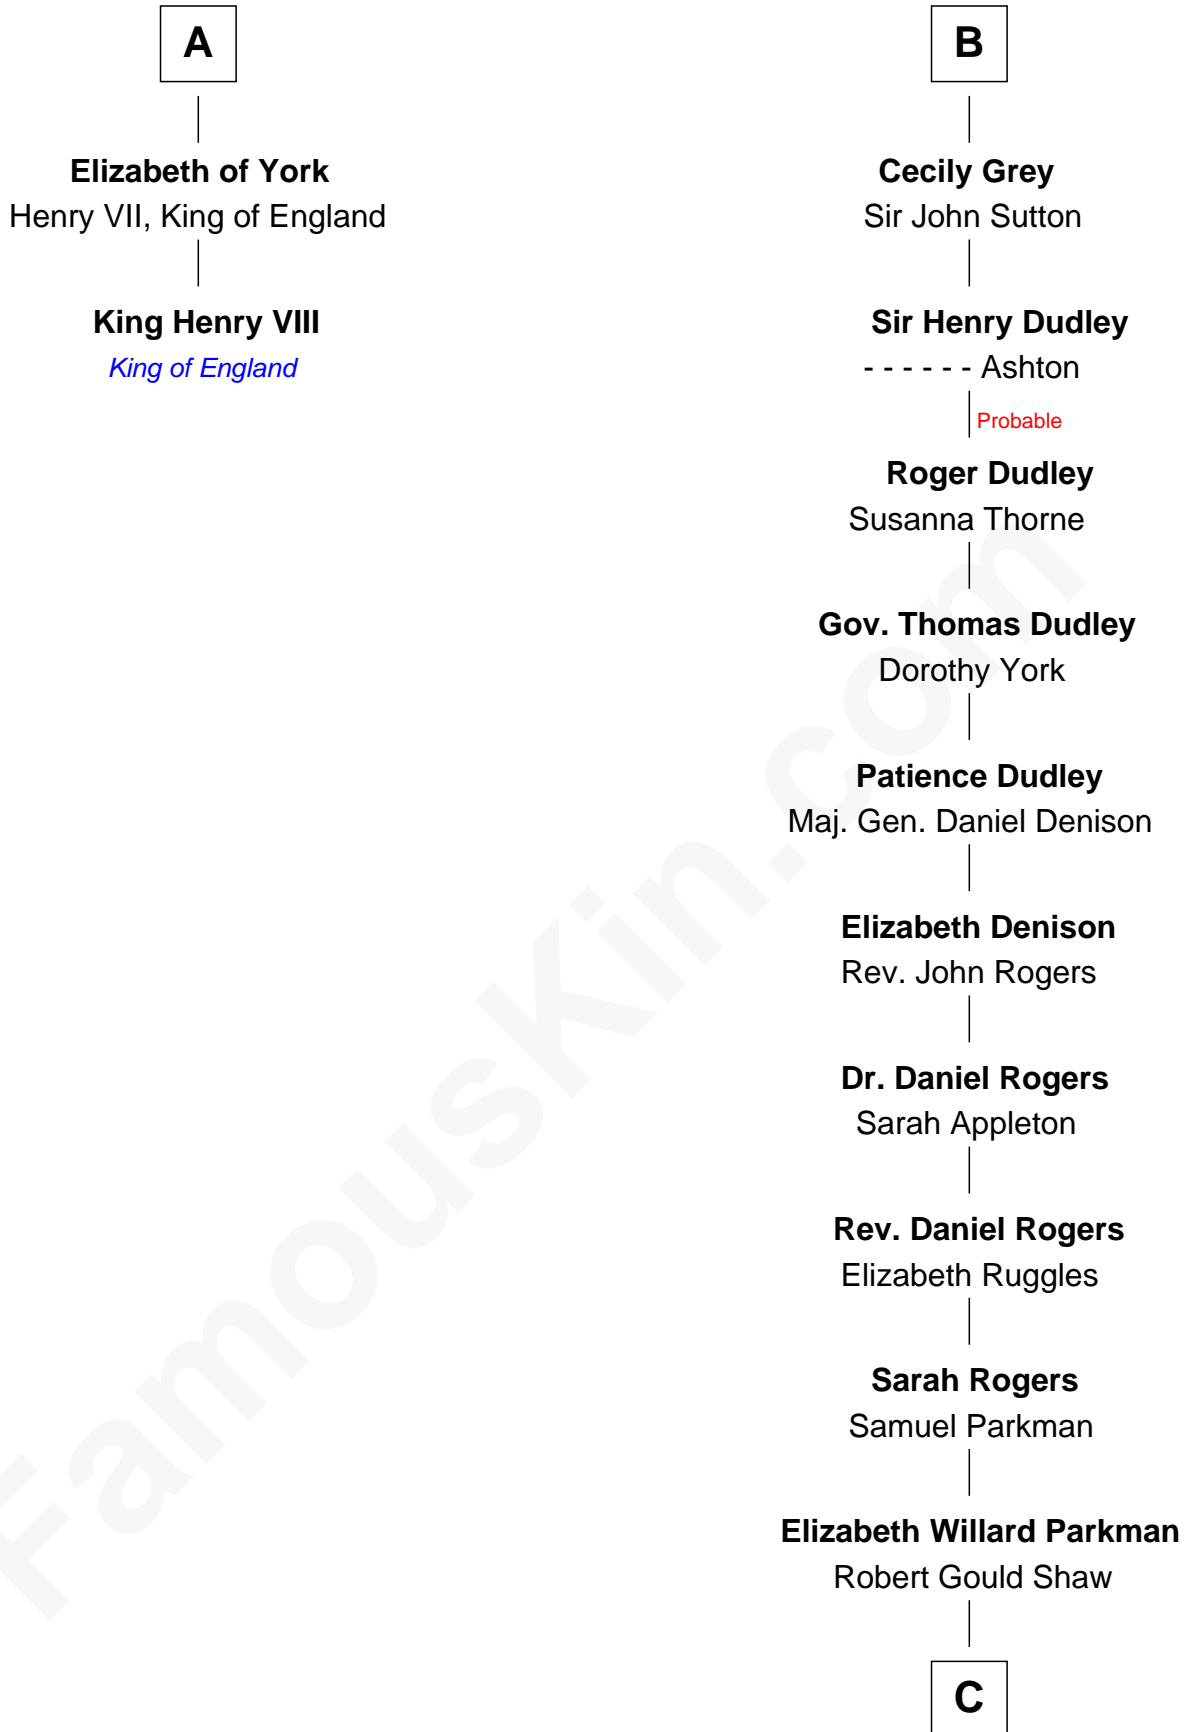 A
Elizabeth of York
Henry VII, King of England
King Henry VIII
King of England
B
Cecily Grey
Sir John Sutton
Sir Henry Dudley
- - - - - - Ashton
Probable
Roger Dudley
Susanna Thorne
Gov. Thomas Dudley
Dorothy York
Patience Dudley
Maj. Gen. Daniel Denison
Elizabeth Denison
Rev. John Rogers
Dr. Daniel Rogers
Sarah Appleton
Rev. Daniel Rogers
Elizabeth Ruggles
Sarah Rogers
Samuel Parkman
Elizabeth Willard Parkman
Robert Gould Shaw
C
FamousKin.com